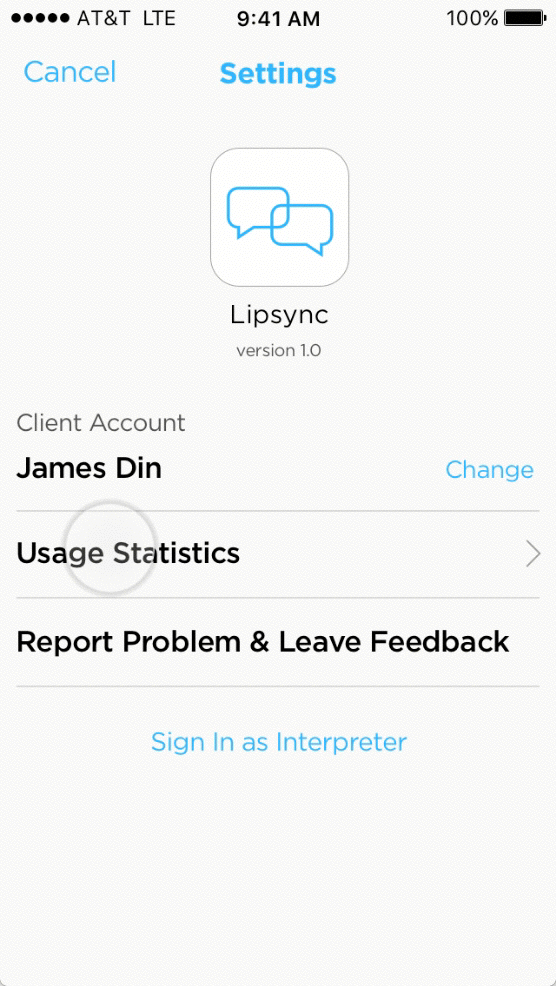 AT&T LTE 9:41 AM 100%
Cancel Settings
Lipsync
version 1.0
Client Account
James Din Change
Usage Statistics
Report Problem & Leave Feedback
Sign In as Interpreter